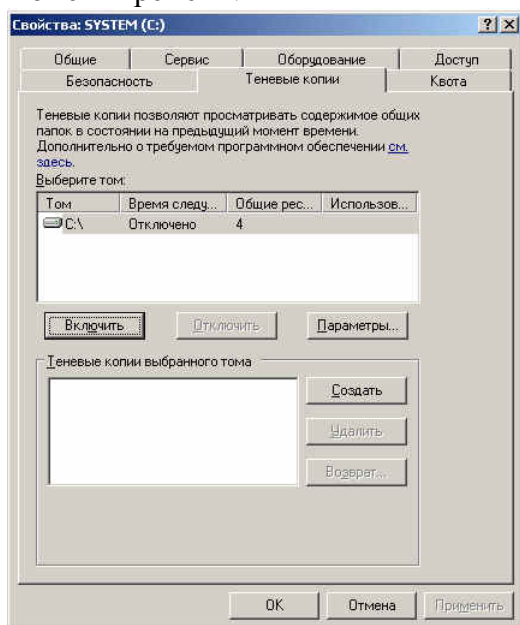 Свойства: SYSTEM (C:)
Общие Сервис Оборудование Доступ
Безопасность Теневые копии Квота
Теневые копии позволяют просматривать содержимое общих
папок в состоянии на предыдущий момент времени.
Дополнительно о требуемом программном обеспечении см.
здесь.
Выберите том:
Том Время следу... Общие рес... Использов...
C:\ Отключено 4
Включить Отключить Параметры...
Теневые копии выбранного тома
Создать
Удалить
Возврат...
OK Отмена Применить